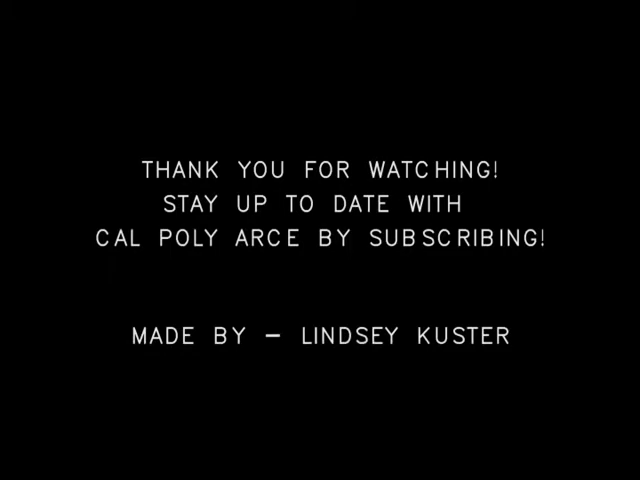 THANK YOU FOR WATCHING!
STAY UP TO DATE WITH
CAL POLY ARCE BY SUBSCRIBING!
MADE BY – LINDSEY KUSTER